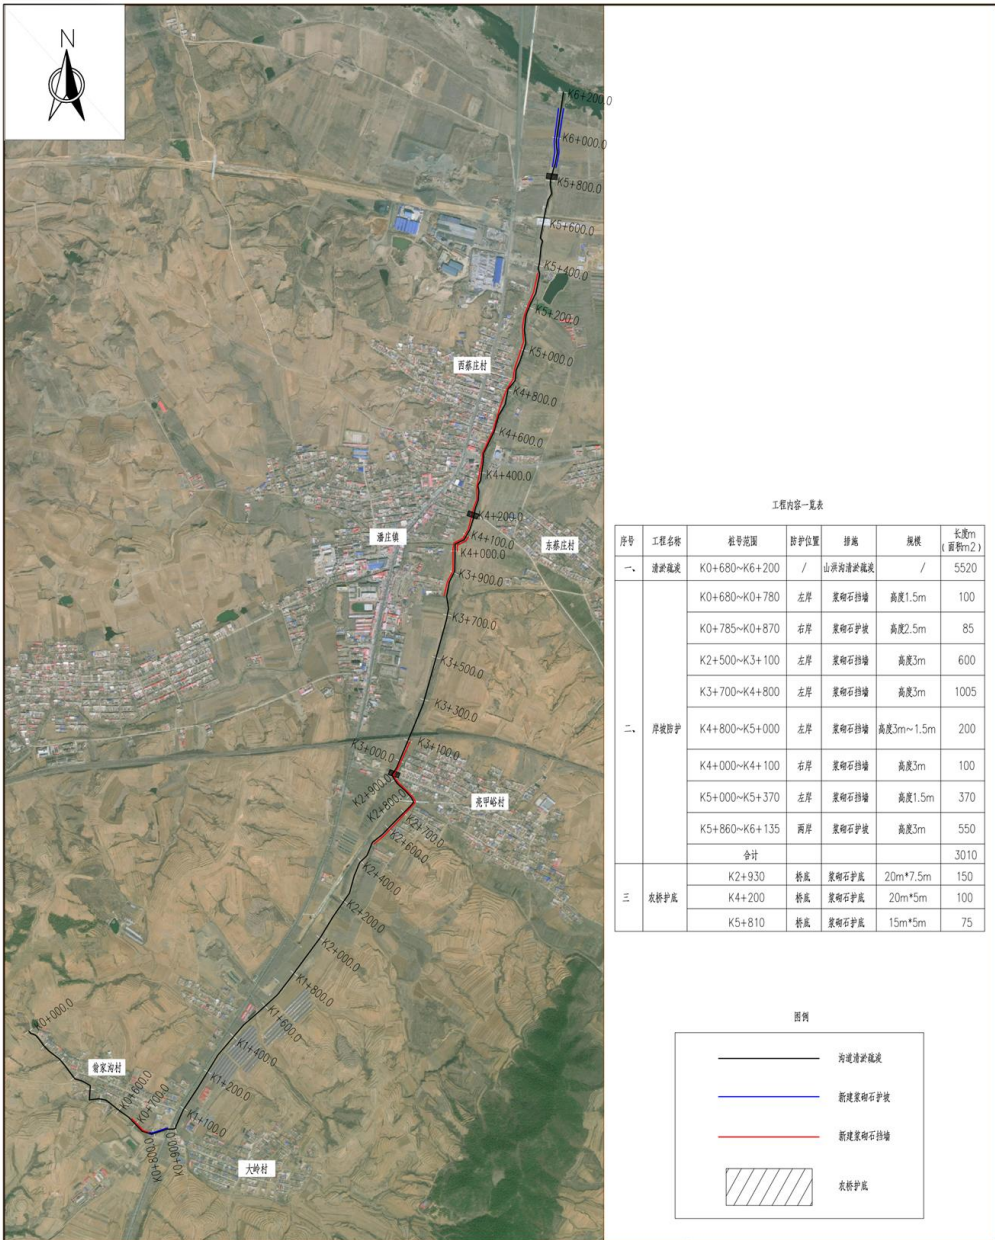 N
K6+200.0
K6+000.0
K5+800.0
K5+600.0
K5+400.0
K5+200.0
K5+000.0
西蔡庄村
K4+800.0
K4+600.0
K4+400.0
K4+200.0
潘庄镇
K4+100.0
东蔡庄村
K4+000.0
K3+900.0
K3+700.0
K3+500.0
K3+300.0
K3+100.0
K3+000.0
K2+900.0
K2+800.0
亮甲峪村
K2+700.0
K2+600.0
K2+400.0
K2+200.0
K2+000.0
K1+800.0
K1+600.0
K1+400.0
K1+200.0
K1+100.0
K0+000.0
K0+600.0
K0+700.0
K0+800.0
K0+900.0
大岭村
工程内容一览表
序号 工程名称 桩号范围 防护位置 措施 规模 长度m
(面积m2)
一、 清淤疏浚 K0+680~K6+200 / 山洪沟清淤疏浚 / 5520
二、 岸坡防护 K0+680~K0+780 左岸 浆砌石挡墙 高度1.5m 100
K0+785~K0+870 右岸 浆砌石护坡 高度2.5m 85
K2+500~K3+100 左岸 浆砌石挡墙 高度3m 600
K3+700~K4+800 左岸 浆砌石挡墙 高度3m 1005
K4+800~K5+000 左岸 浆砌石挡墙 高度3m~1.5m 200
K4+000~K4+100 右岸 浆砌石挡墙 高度3m 100
K5+000~K5+370 左岸 浆砌石挡墙 高度1.5m 370
K5+860~K6+135 两岸 浆砌石护坡 高度3m 550
合计 3010
三 农桥护底 K2+930 桥底 浆砌石护底 20m*7.5m 150
K4+200 桥底 浆砌石护底 20m*5m 100
K5+810 桥底 浆砌石护底 15m*5m 75
图例
沟道清淤疏浚
新建浆砌石护坡
新建浆砌石挡墙
农桥护底